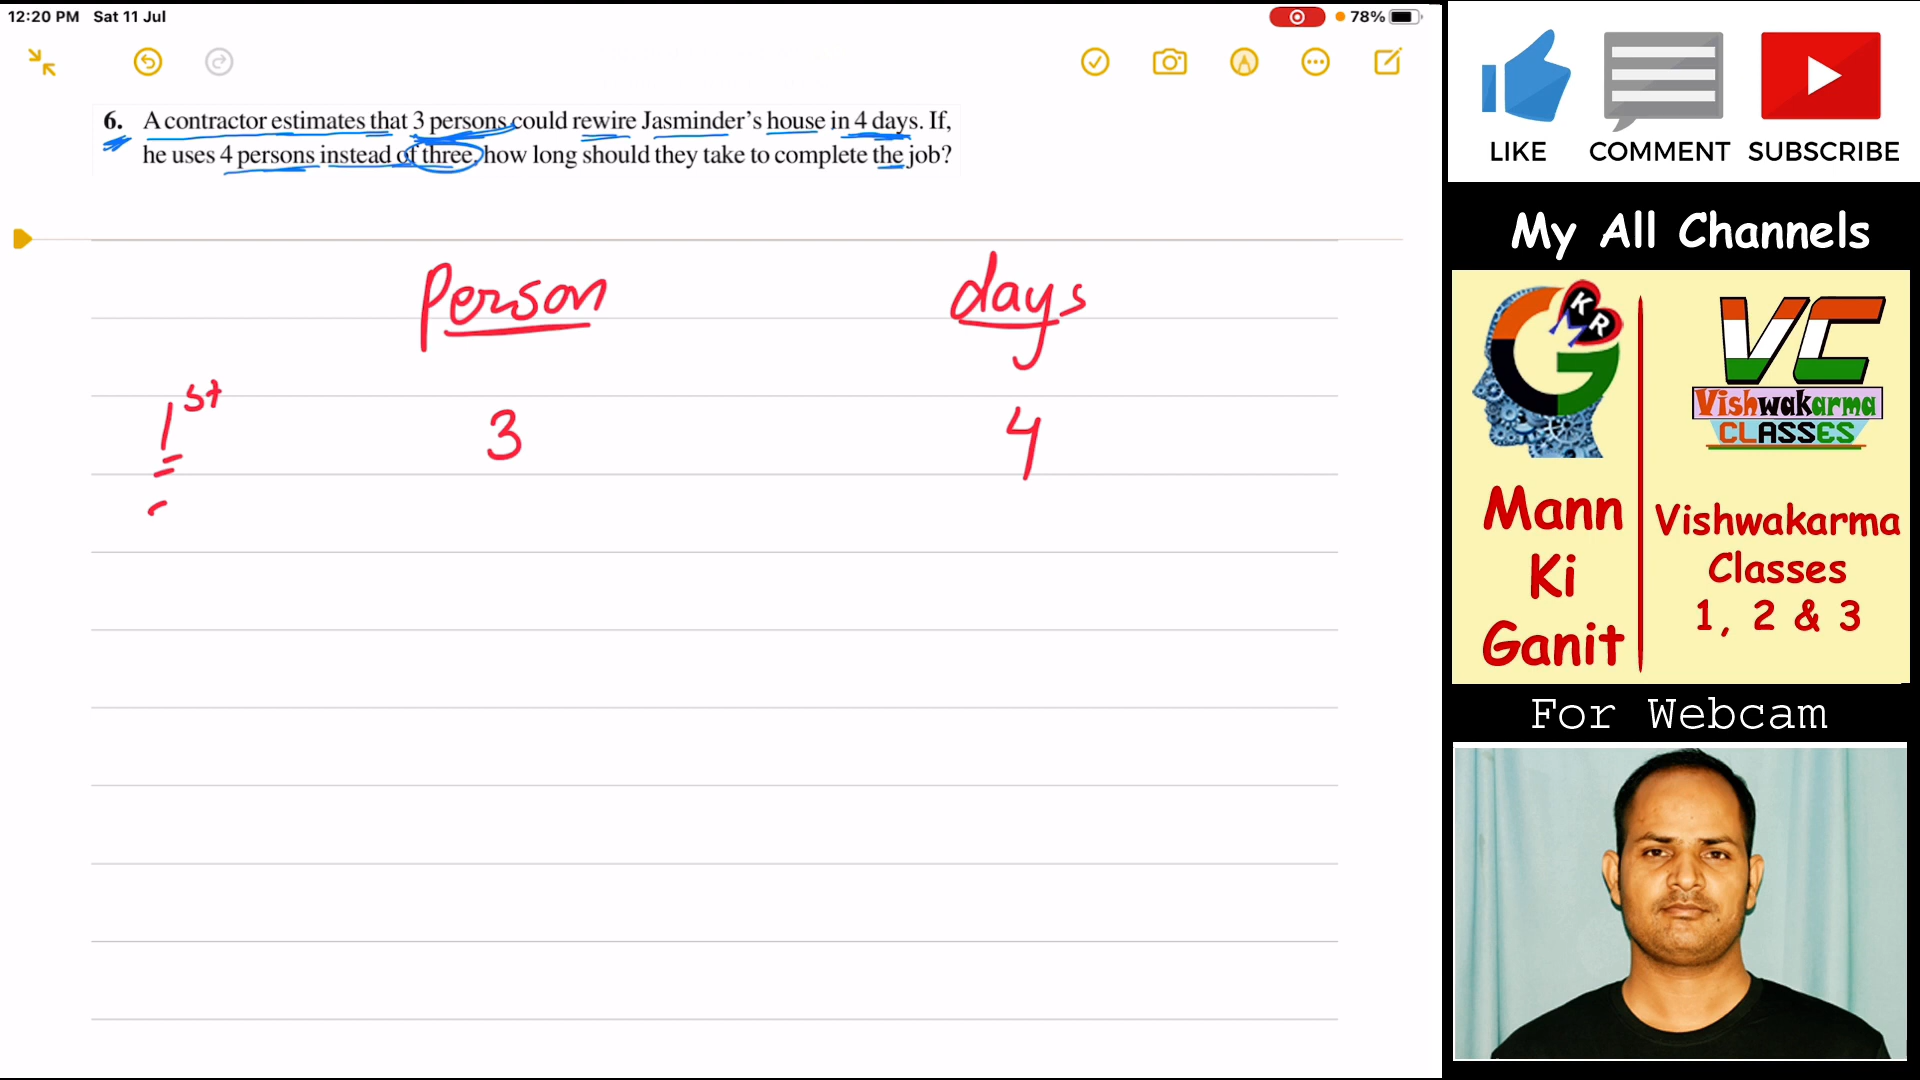 12:20 PM Sat 11 Jul
78%
6. A contractor estimates that 3 persons could rewire Jasminder's house in 4 days. If,
he uses 4 persons instead of three, how long should they take to complete the job?
Person days
1st 3 4
LIKE COMMENT SUBSCRIBE
My All Channels
K R
G
VC
Vishwakarma
CLASSES
Mann
Ki
Ganit
Vishwakarma
Classes
1, 2 & 3
For Webcam